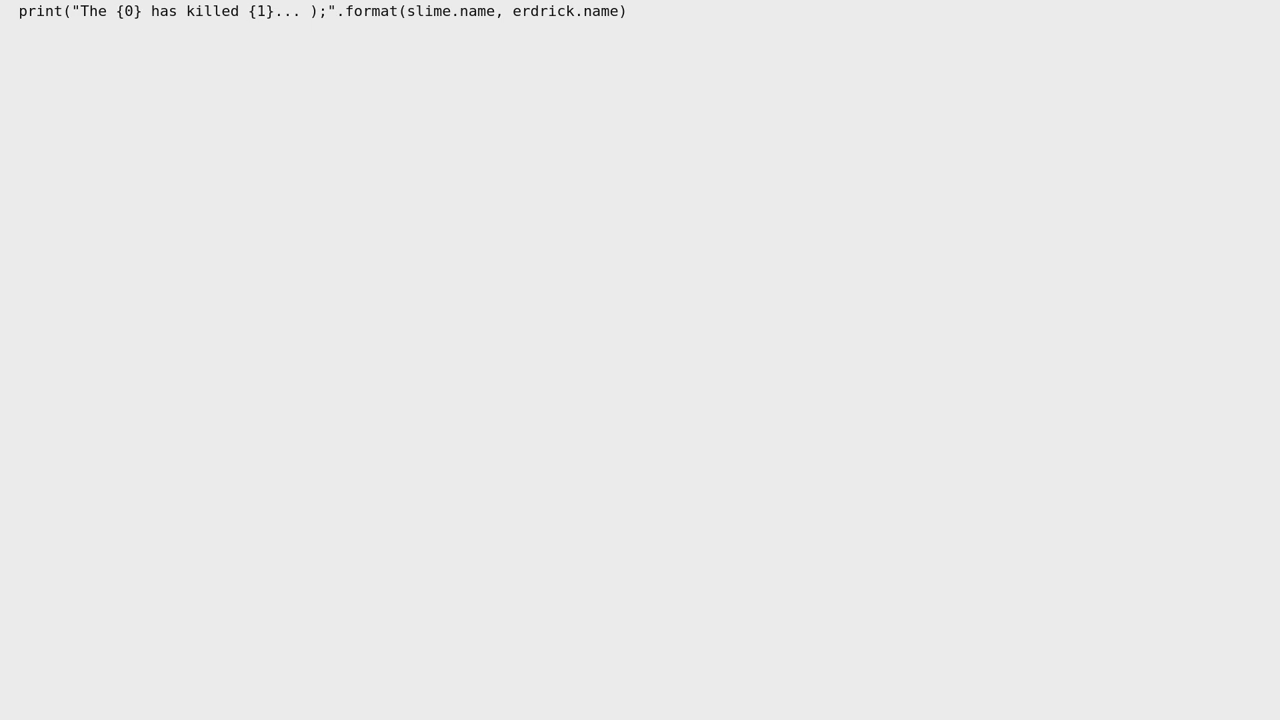 print("The {0} has killed {1}... );".format(slime.name, erdrick.name)